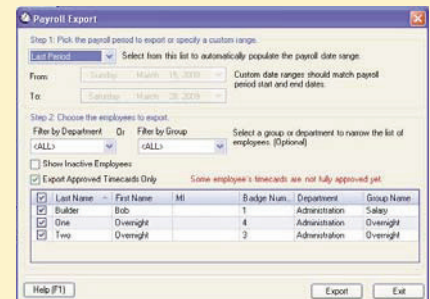 Payroll Export
Step 1: Pick the payroll period to export or specify a custom range.
Last Period Select from this list to automatically populate the payroll date range.
From: Sunday March 15, 2009 Custom date ranges should match payroll
period start and end dates.
To: Saturday March 28 2009
Step 2: Choose the employees to export.
Filter by Department Or Filter by Group Select a group or department to narrow the list of
<ALL> <ALL> employees. (Optional)
Show Inactive Employees
Export Approved Timecards Only Some employee's timecards are not fully approved yet.
Last Name First Name MI Badge Num... Department Group Name
Builder Bob 1 Administration Salary
One Overnight 4 Administration Overnight
Two Overnight 3 Administration Overnight
Help (F1) Export Exit